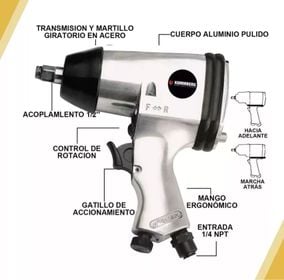 TRANSMISION Y MARTILLO
GIRATORIO EN ACERO
CUERPO ALUMINIO PULIDO
F ⇔ R
ACOPLAMLENTO 1/2"
HACIA
ADELANTE
CONTROL DE
ROTACION
MARCHA
ATRÁS
GATILLO DE
ACCIONAMIENTO
MANGO
ERGONÓMICO
ENTRADA
1/4 NPT